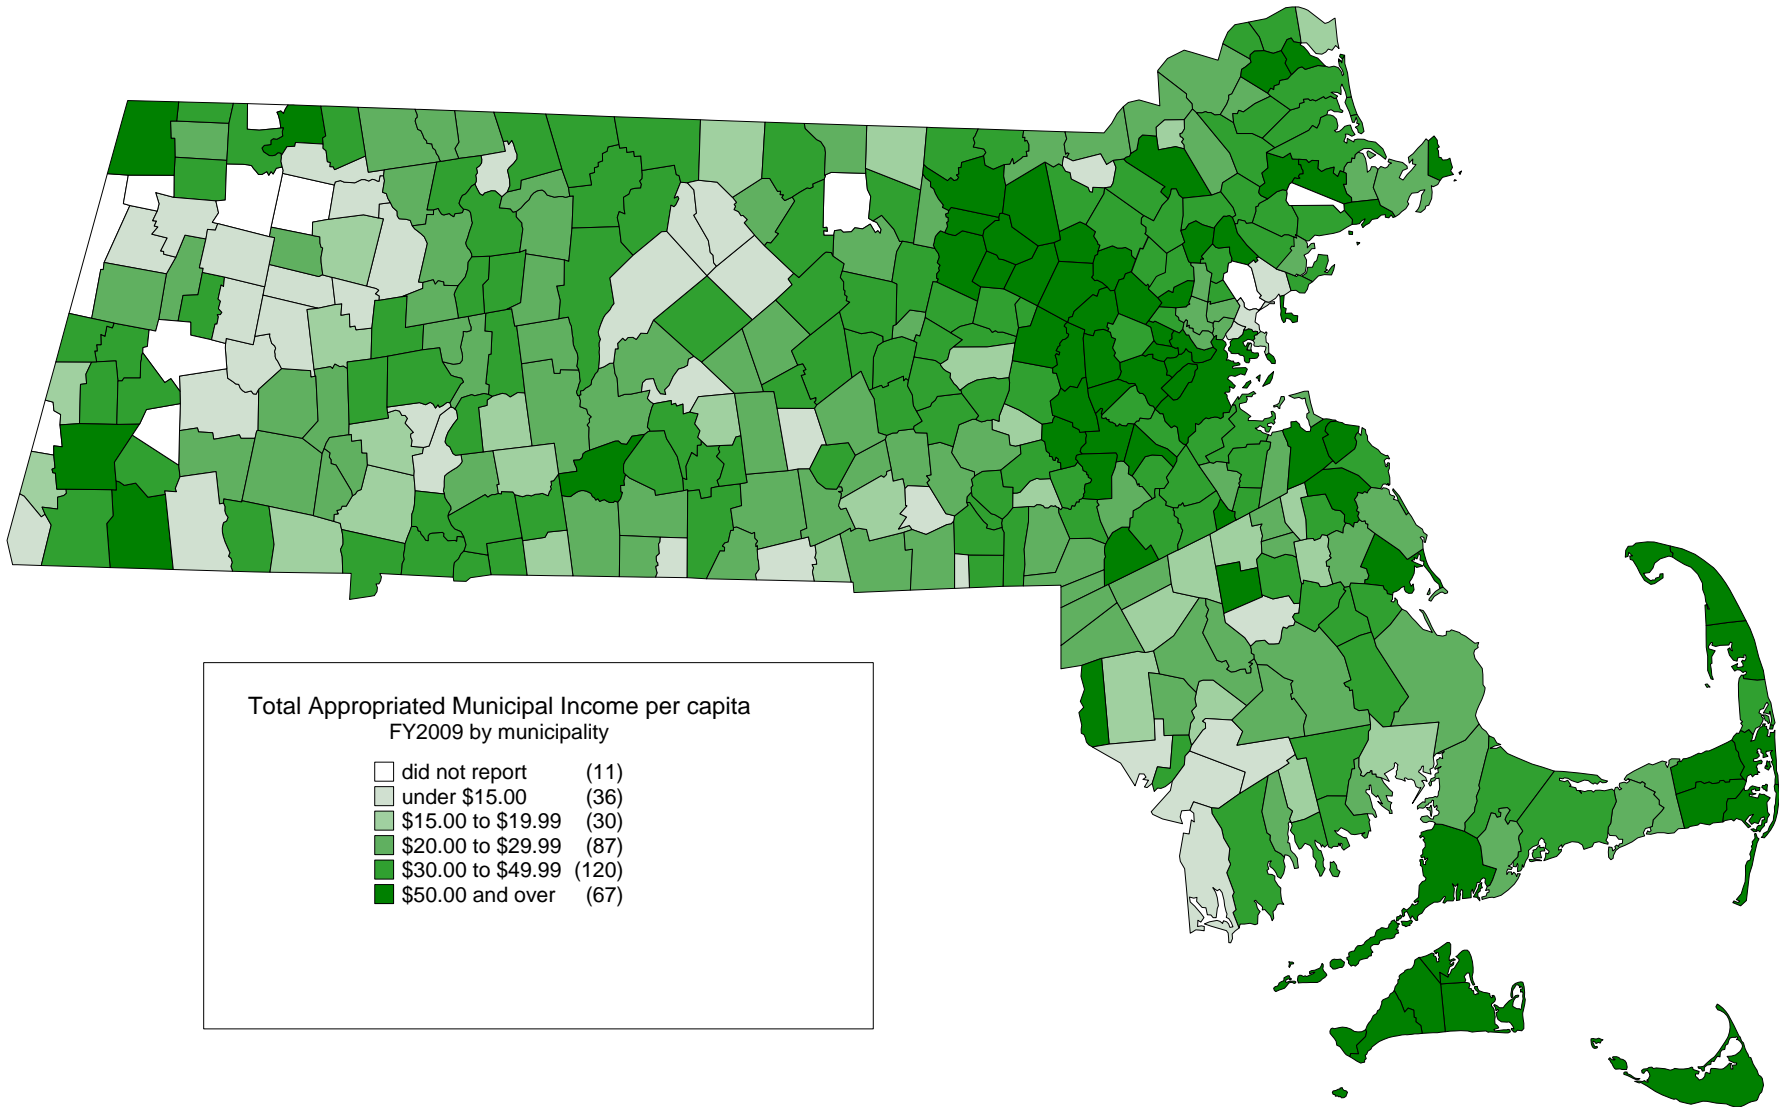 Total Appropriated Municipal Income per capita
FY2009 by municipality
did not report (11)
under $15.00 (36)
$15.00 to $19.99 (30)
$20.00 to $29.99 (87)
$30.00 to $49.99 (120)
$50.00 and over (67)